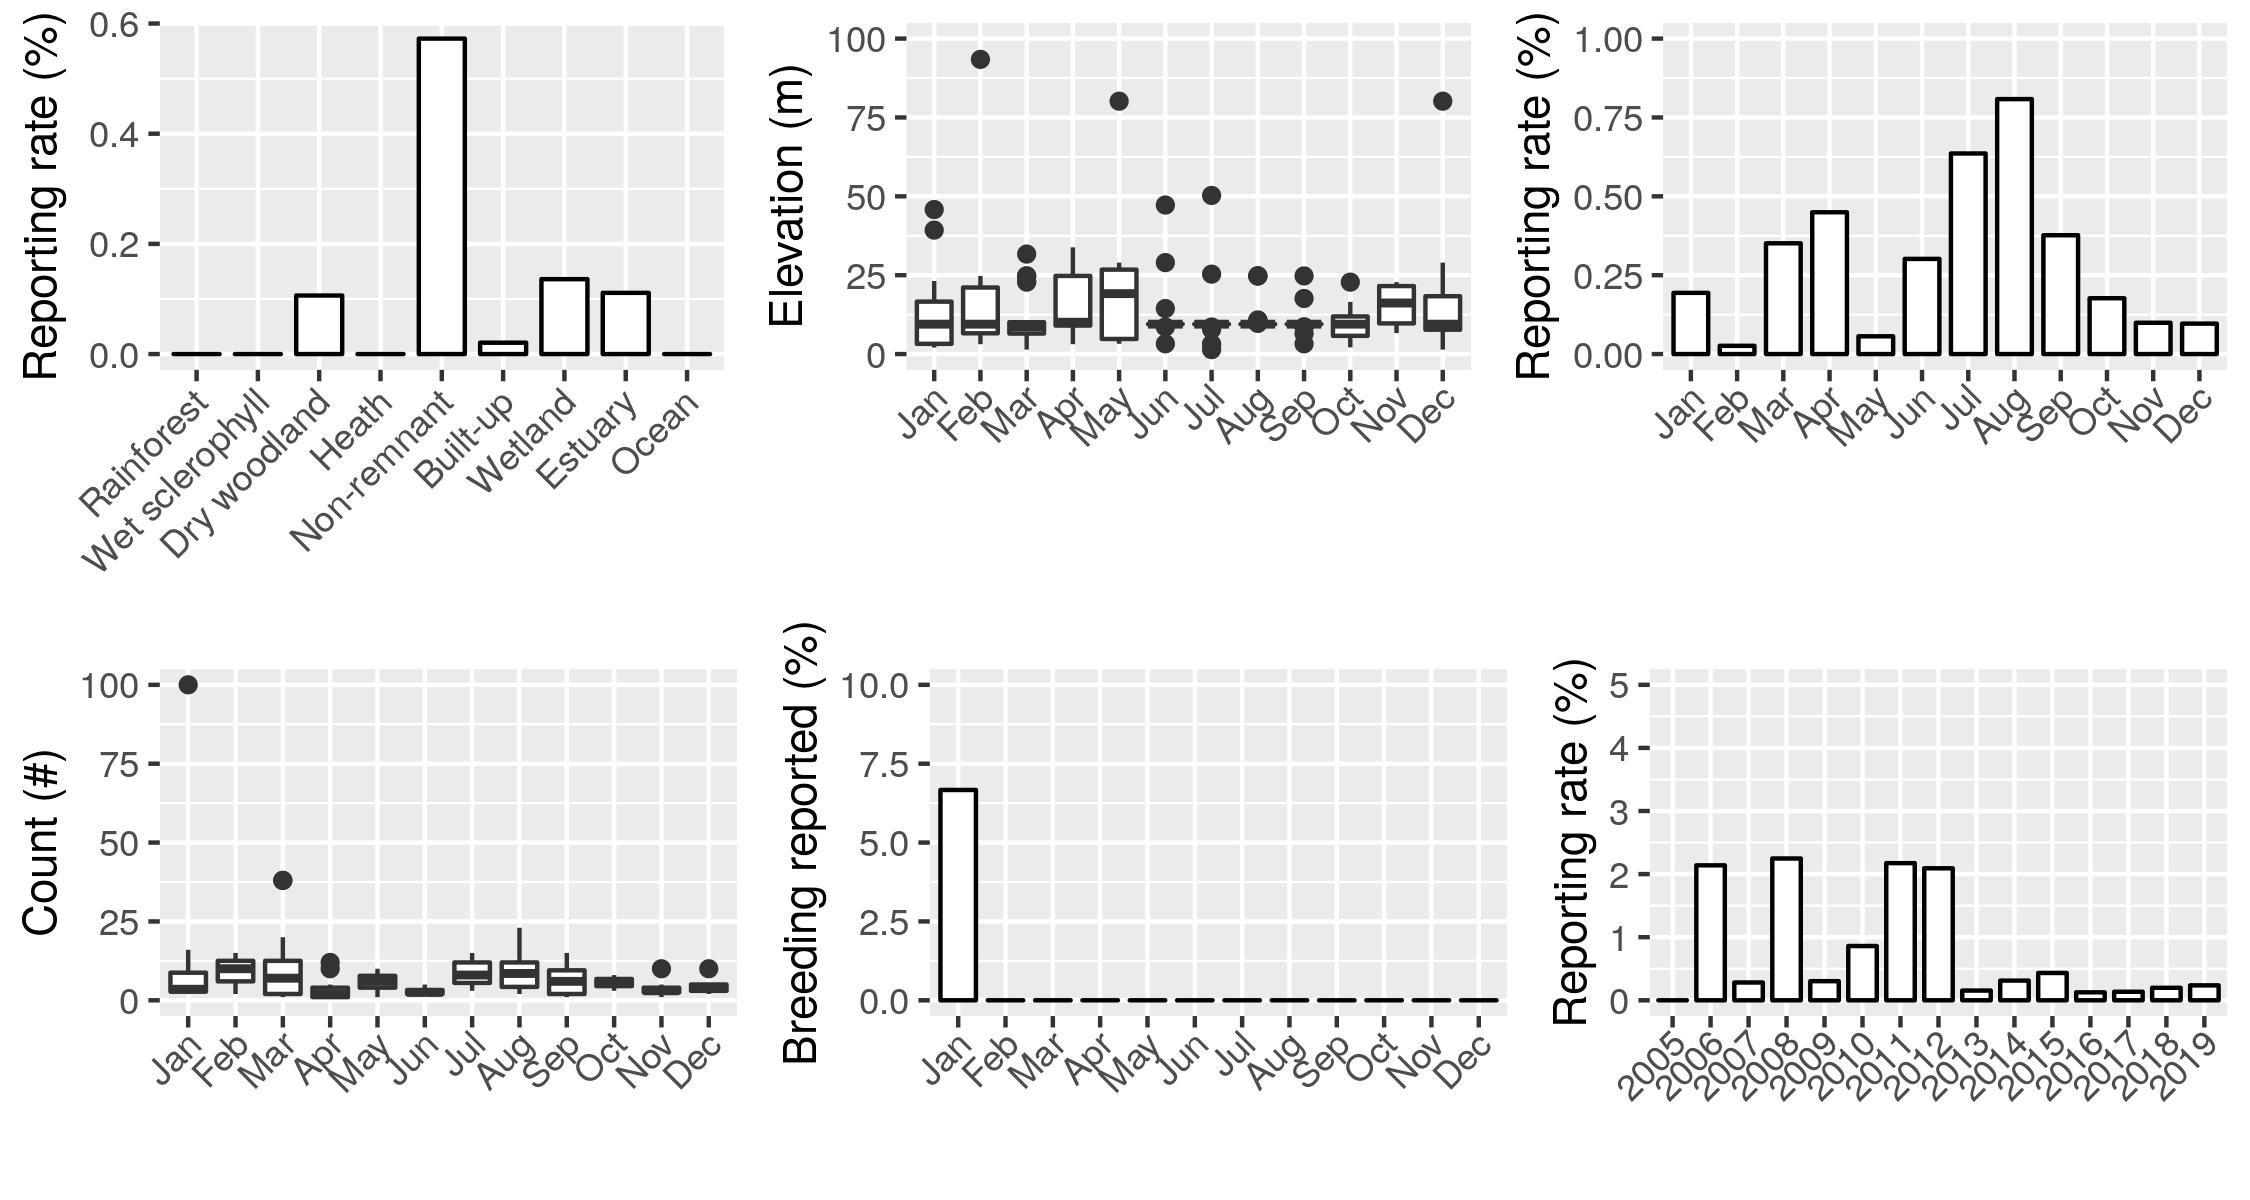 Reporting rate (%)
0.6
0.4
0.2
0.0
Rainforest
Wet sclerophyll
Dry woodland
Heath
Non-remnant
Built-up
Wetland
Estuary
Ocean
Elevation (m)
100
75
50
25
0
Jan
Feb
Mar
Apr
May
Jun
Jul
Aug
Sep
Oct
Nov
Dec
Reporting rate (%)
1.00
0.75
0.50
0.25
0.00
Jan
Feb
Mar
Apr
May
Jun
Jul
Aug
Sep
Oct
Nov
Dec
Count (#)
100
75
50
25
0
Jan
Feb
Mar
Apr
May
Jun
Jul
Aug
Sep
Oct
Nov
Dec
Breeding reported (%)
10.0
7.5
5.0
2.5
0.0
Jan
Feb
Mar
Apr
May
Jun
Jul
Aug
Sep
Oct
Nov
Dec
Reporting rate (%)
5
4
3
2
1
0
2005
2006
2007
2008
2009
2010
2011
2012
2013
2014
2015
2016
2017
2018
2019